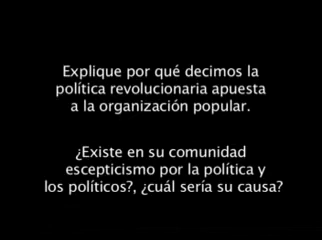 Explique por qué decimos la
política revolucionaria apuesta
a la organización popular.
¿Existe en su comunidad
escepticismo por la política y
los políticos?, ¿cuál sería su causa?